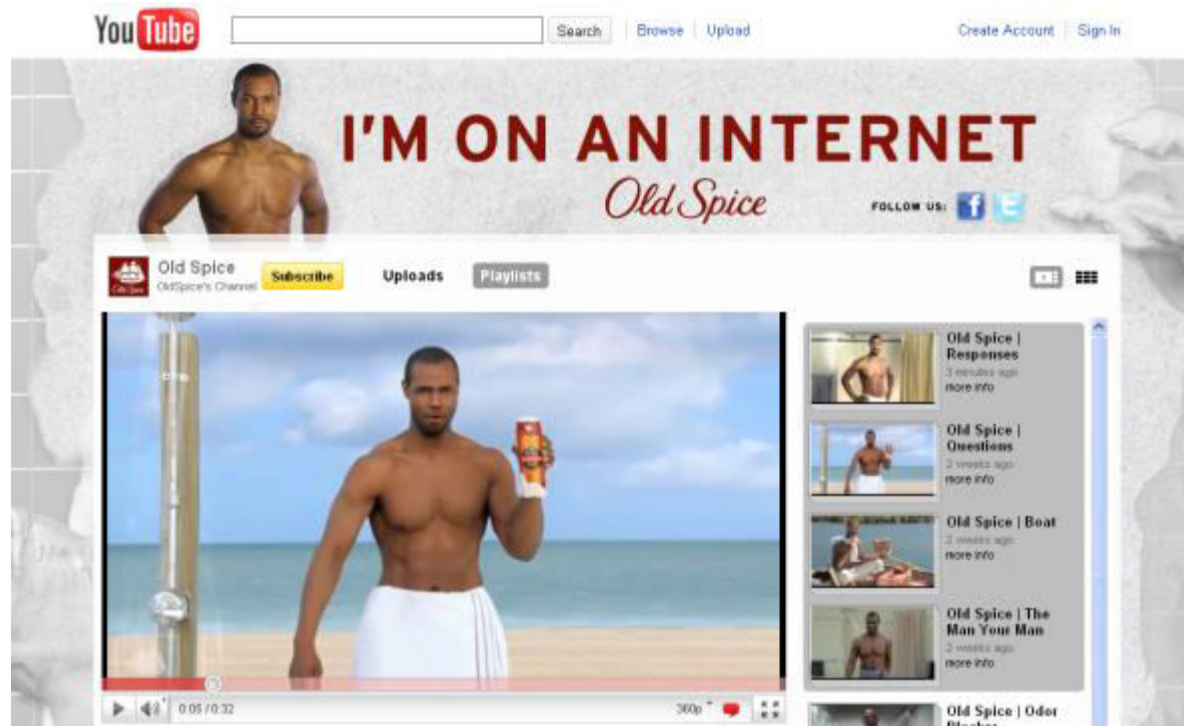 You Tube
Search
Browse
Upload
Create Account
Sign In
I'M ON AN INTERNET
Old Spice
FOLLOW US:
Old Spice
OldSpice's Channel
Subscribe
Uploads
Playlists
Old Spice |
Responses
3 minutes ago
more info
Old Spice |
Questions
2 weeks ago
more info
Old Spice | Boat
2 weeks ago
more info
Old Spice | The
Man Your Man
2 weeks ago
more info
Old Spice | Odor
0:05 / 0:32
360p